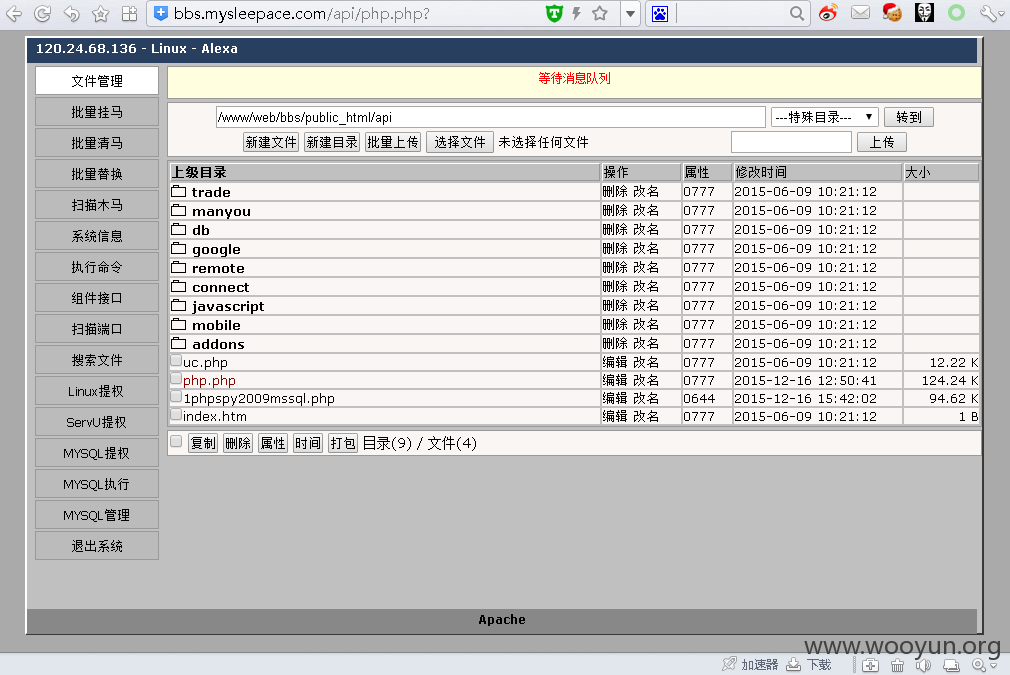 bbs.mysleepace.com/api/php.php?
120.24.68.136 - Linux - Alexa
文件管理
批量挂马
批量清马
批量替换
扫描木马
系统信息
执行命令
组件接口
扫描端口
搜索文件
Linux提权
ServU提权
MYSQL提权
MYSQL执行
MYSQL管理
退出系统
等待消息队列
/www/web/bbs/public_html/api ---特殊目录--- 转到
新建文件 新建目录 批量上传 选择文件 未选择任何文件 上传
上级目录 操作 属性 修改时间 大小
trade 删除 改名 0777 2015-06-09 10:21:12
manyou 删除 改名 0777 2015-06-09 10:21:12
db 删除 改名 0777 2015-06-09 10:21:12
google 删除 改名 0777 2015-06-09 10:21:12
remote 删除 改名 0777 2015-06-09 10:21:12
connect 删除 改名 0777 2015-06-09 10:21:12
javascript 删除 改名 0777 2015-06-09 10:21:12
mobile 删除 改名 0777 2015-06-09 10:21:12
addons 删除 改名 0777 2015-06-09 10:21:12
uc.php 编辑 改名 0777 2015-06-09 10:21:12 12.22 K
php.php 编辑 改名 0777 2015-12-16 12:50:41 124.24 K
1phpspy2009mssql.php 编辑 改名 0644 2015-12-16 15:42:02 94.62 K
index.htm 编辑 改名 0777 2015-06-09 10:21:12 1 B
复制 删除 属性 时间 打包 目录(9) / 文件(4)
Apache
www.wooyun.org
加速器 下载